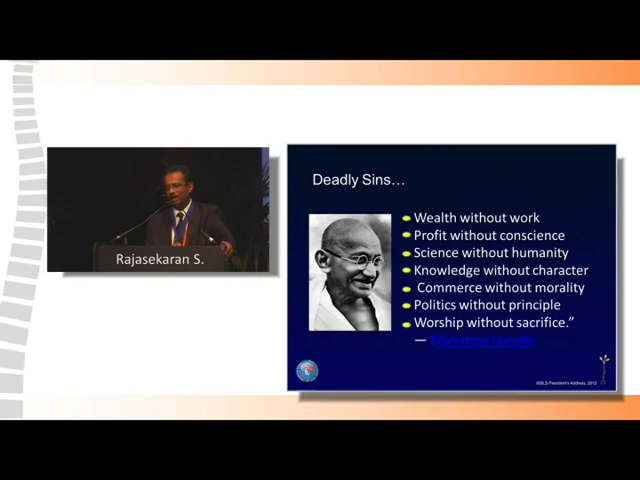 Rajasekaran S.
Deadly Sins…
Wealth without work
Profit without conscience
Science without humanity
Knowledge without character
Commerce without morality
Politics without principle
Worship without sacrifice.”
— Mahatma Gandhi
ISSLS President's Address, 2013